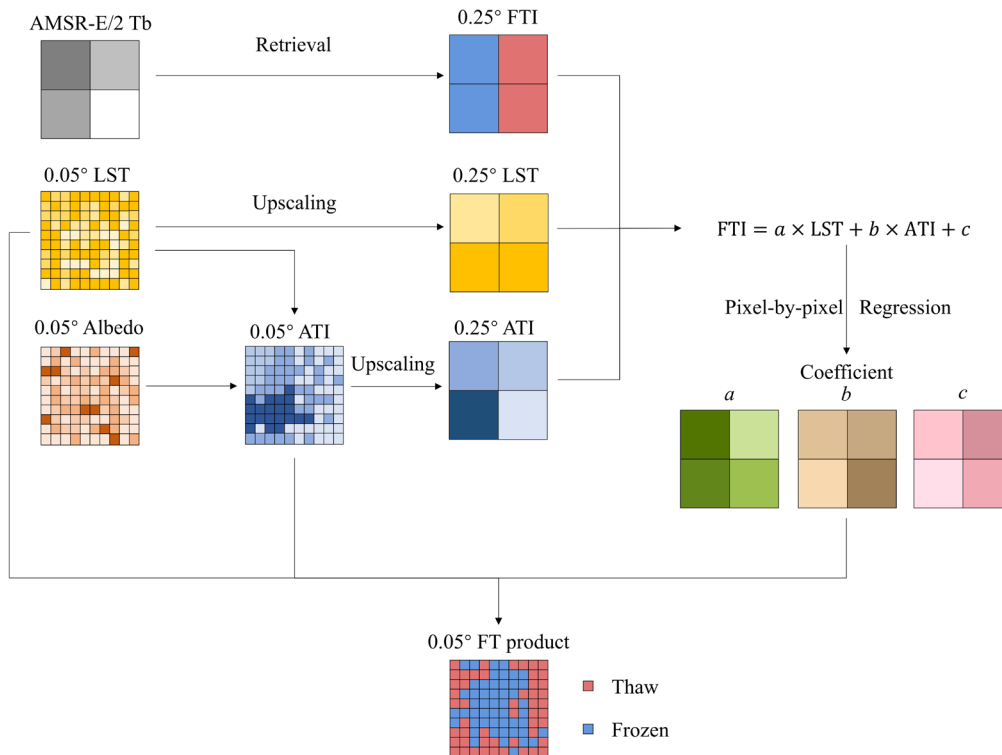 AMSR-E/2 Tb
0.25° FTI
Retrieval
0.05° LST
0.25° LST
Upscaling
FTI = a × LST + b × ATI + c
0.05° Albedo
0.05° ATI
0.25° ATI
Upscaling
Pixel-by-pixel Regression
Coefficient
a b c
0.05° FT product
Thaw
Frozen